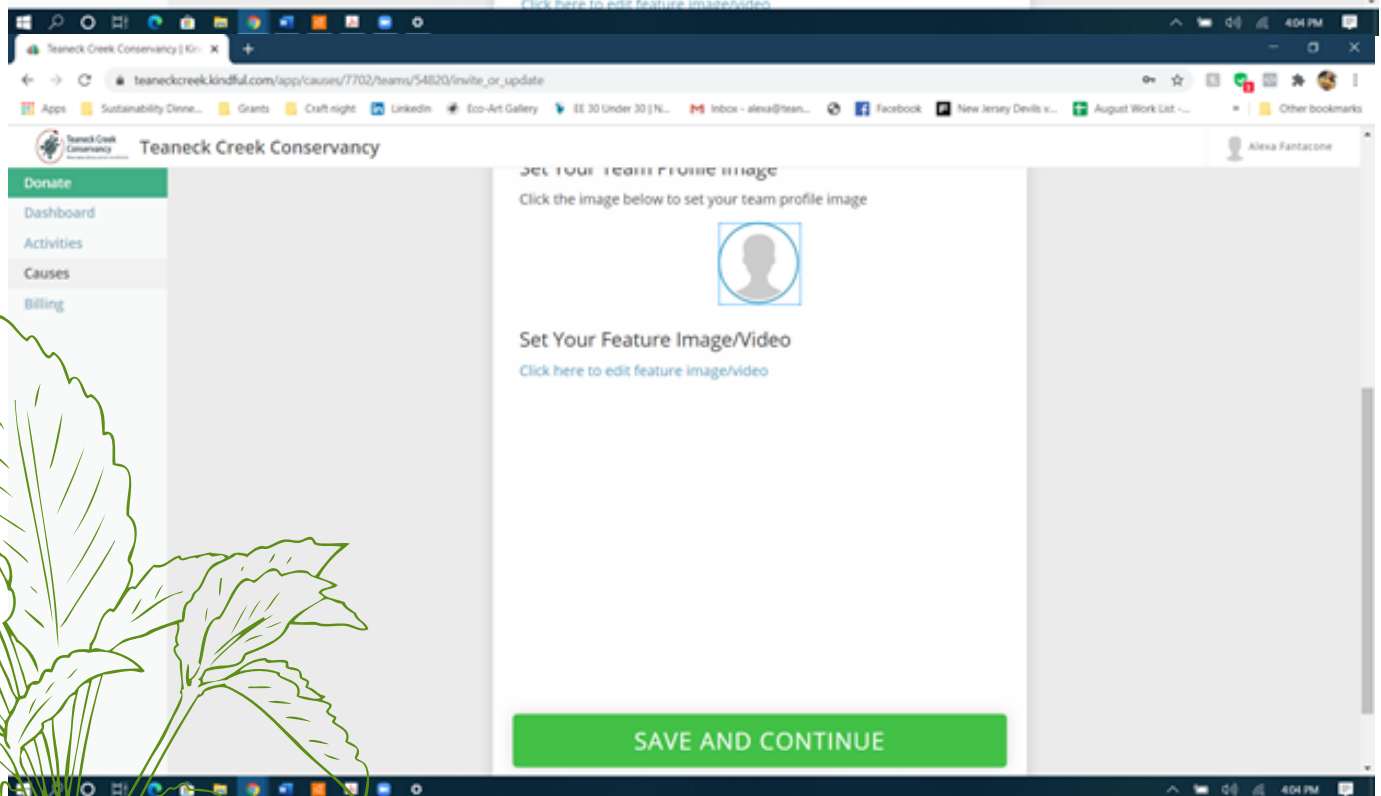 Click here to edit feature image/video
4:04 PM
Teaneck Creek Conservancy | Kin
teaneckcreek.kindful.com/app/causes/7702/teams/54820/invite_or_update
Apps Sustainability Dinne... Grants Craft night Linkedin Eco-Art Gallery EE 30 Under 30 | N... Inbox - alexa@tean... Facebook New Jersey Devils v... August Work List -... Other bookmarks
Teaneck Creek Conservancy Teaneck Creek Conservancy Alexa Fantacone
Donate
Dashboard
Activities
Causes
Billing
Set Your Team Profile Image
Click the image below to set your team profile image
Set Your Feature Image/Video
Click here to edit feature image/video
SAVE AND CONTINUE
4:04 PM